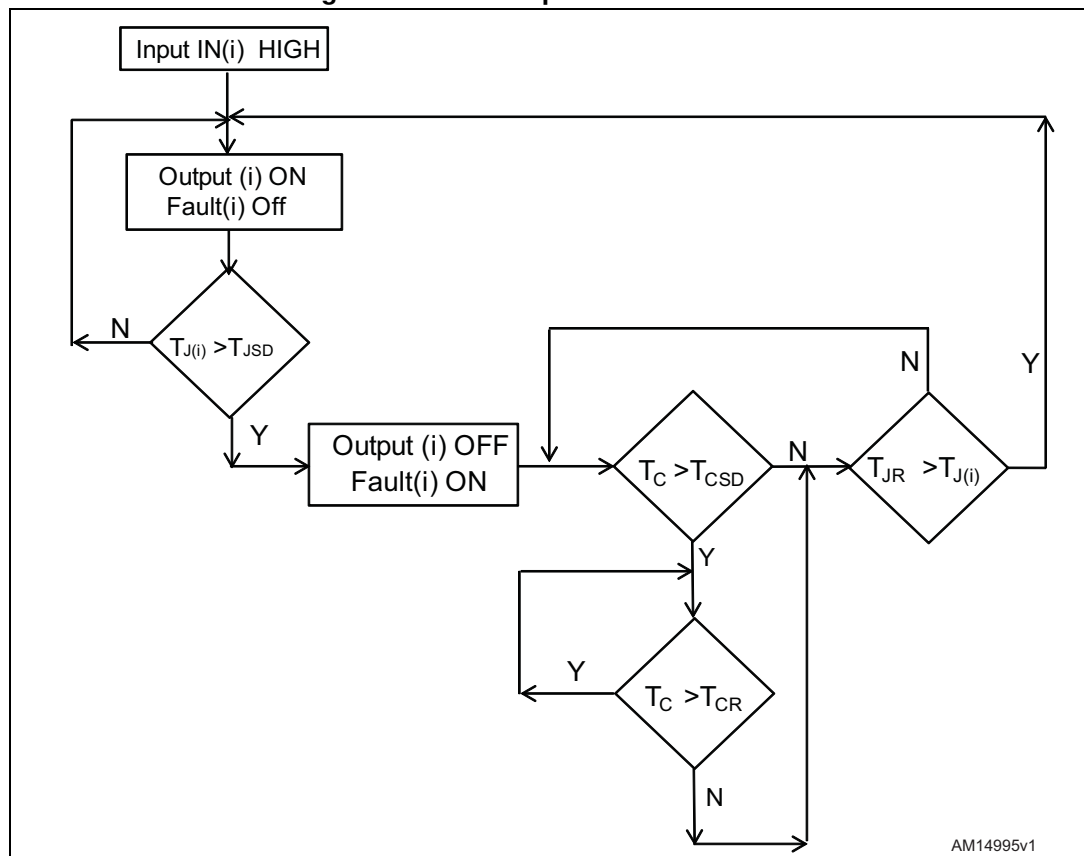 Input IN(i) HIGH
Output (i) ON
Fault(i) Off
TJ(i) >TJSD
N
Y
Output (i) OFF
Fault(i) ON
TC >TCSD
N
Y
TJR >TJ(i)
N
Y
TC >TCR
Y
N
AM14995v1